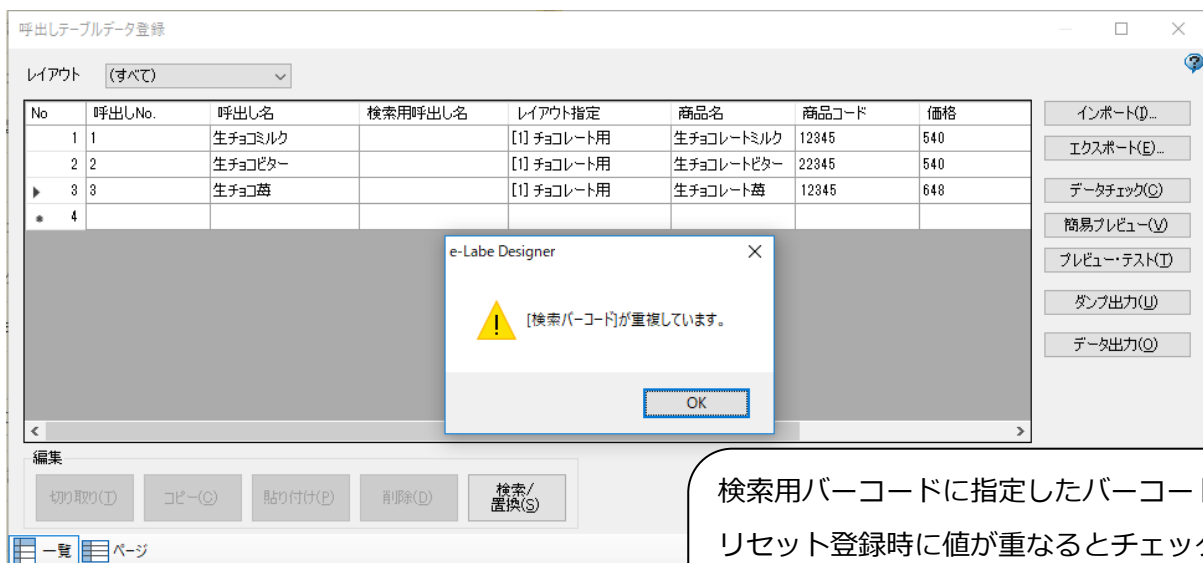 呼出しテーブルデータ登録
レイアウト (すべて)
No 呼出しNo. 呼出し名 検索用呼出し名 レイアウト指定 商品名 商品コード 価格
1 1 生チョコミルク [1] チョコレート用 生チョコレートミルク 12345 540
2 2 生チョコビター [1] チョコレート用 生チョコレートビター 22345 540
3 3 生チョコ苺 [1] チョコレート用 生チョコレート苺 12345 648
4
インポート(I)...
エクスポート(E)...
データチェック(C)
簡易プレビュー(V)
プレビュー・テスト(T)
ダンプ出力(U)
データ出力(O)
e-Labe Designer
[検索バーコード]が重複しています。
OK
編集
切り取り(T) コピー(C) 貼り付け(P) 削除(D) 検索/
置換(S)
一覧 ページ
検索用バーコードに指定したバーコー
リセット登録時に値が重なるとチェッ